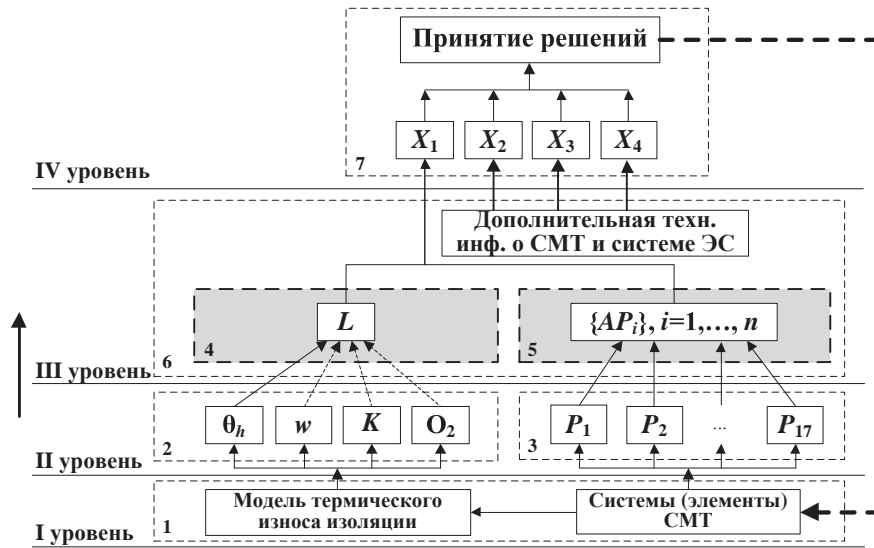 Принятие решений
X1 X2 X3 X4
7
IV уровень
Дополнительная техн.
инф. о СМТ и системе ЭС
L
{APi}, i=1,…, n
4
5
6
III уровень
θh w K O2
P1 P2 ... P17
2
3
II уровень
Модель термического
износа изоляции
Системы (элементы)
СМТ
1
I уровень